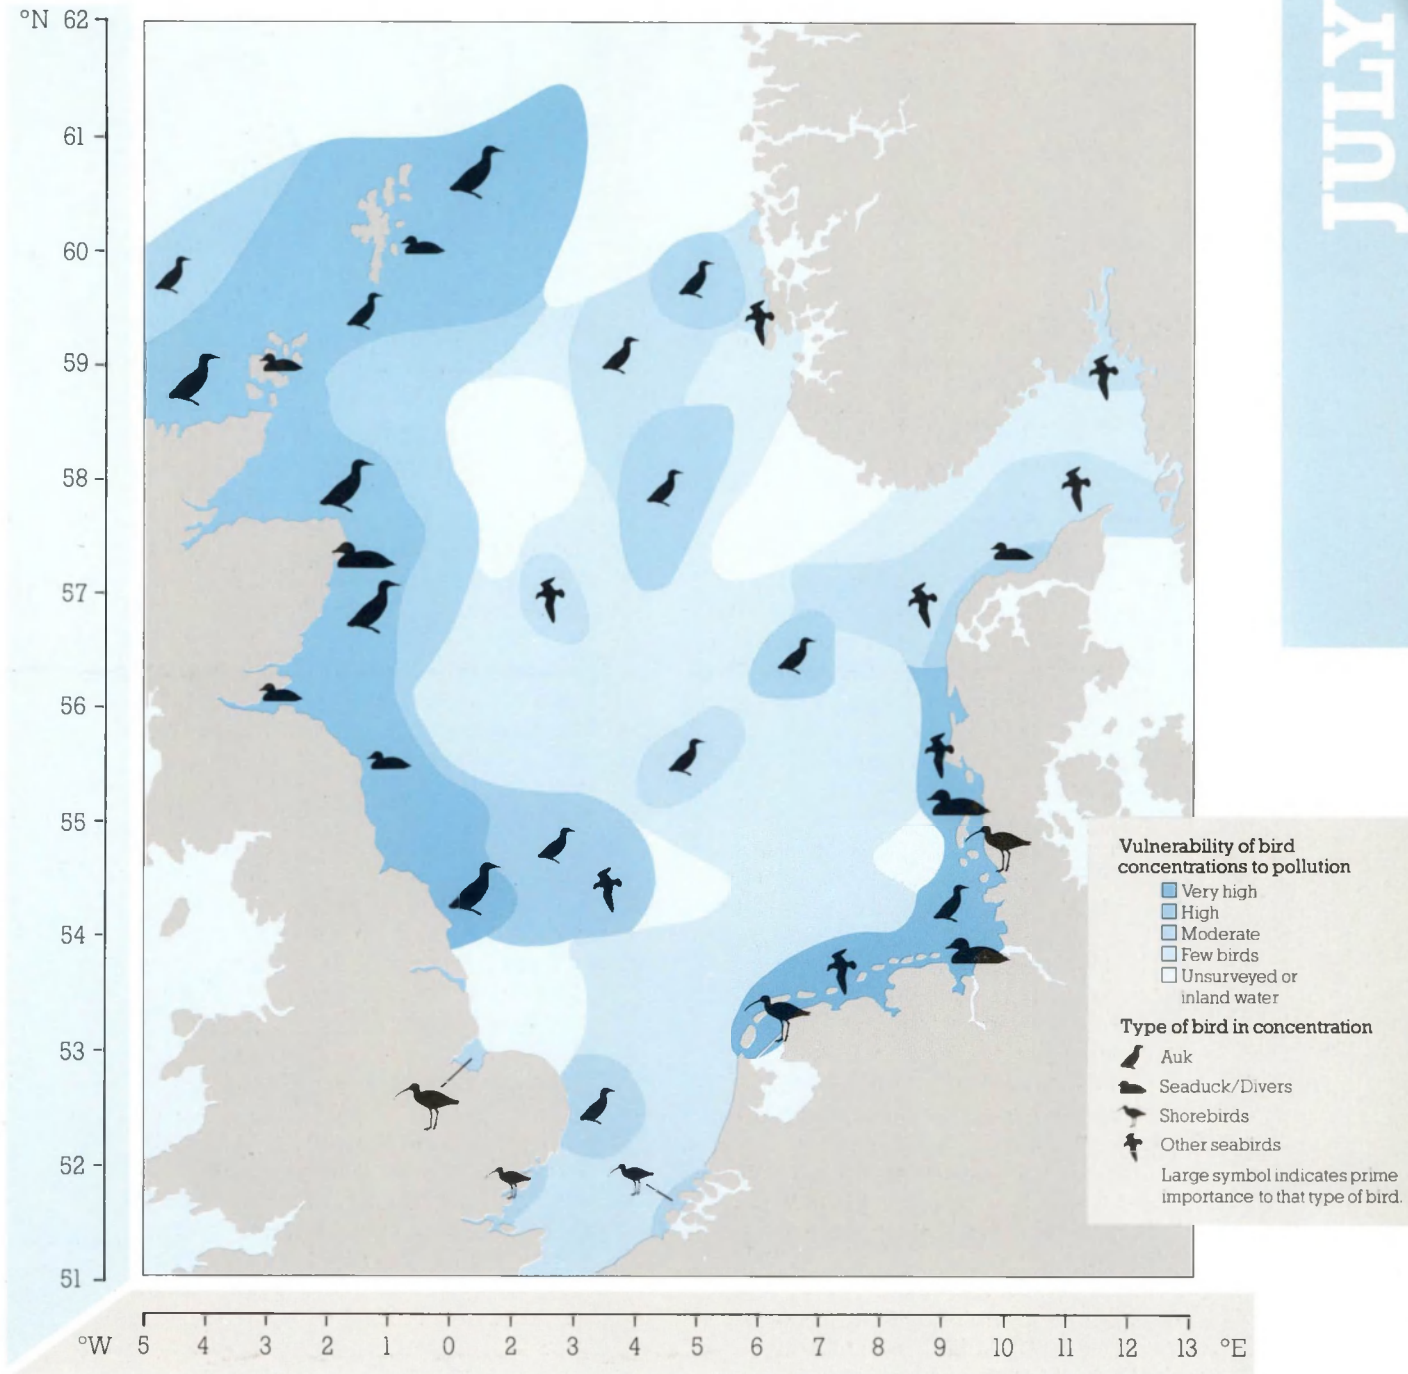 °N 62
61
60
59
58
57
56
55
54
53
52
51
JULY
Vulnerability of bird
concentrations to pollution
Very high
High
Moderate
Few birds
Unsurveyed or
inland water
Type of bird in concentration
Auk
Seaduck/Divers
Shorebirds
Other seabirds
Large symbol indicates prime
importance to that type of bird.
°W 5 4 3 2 1 0 2 3 4 5 6 7 8 9 10 11 12 13 °E